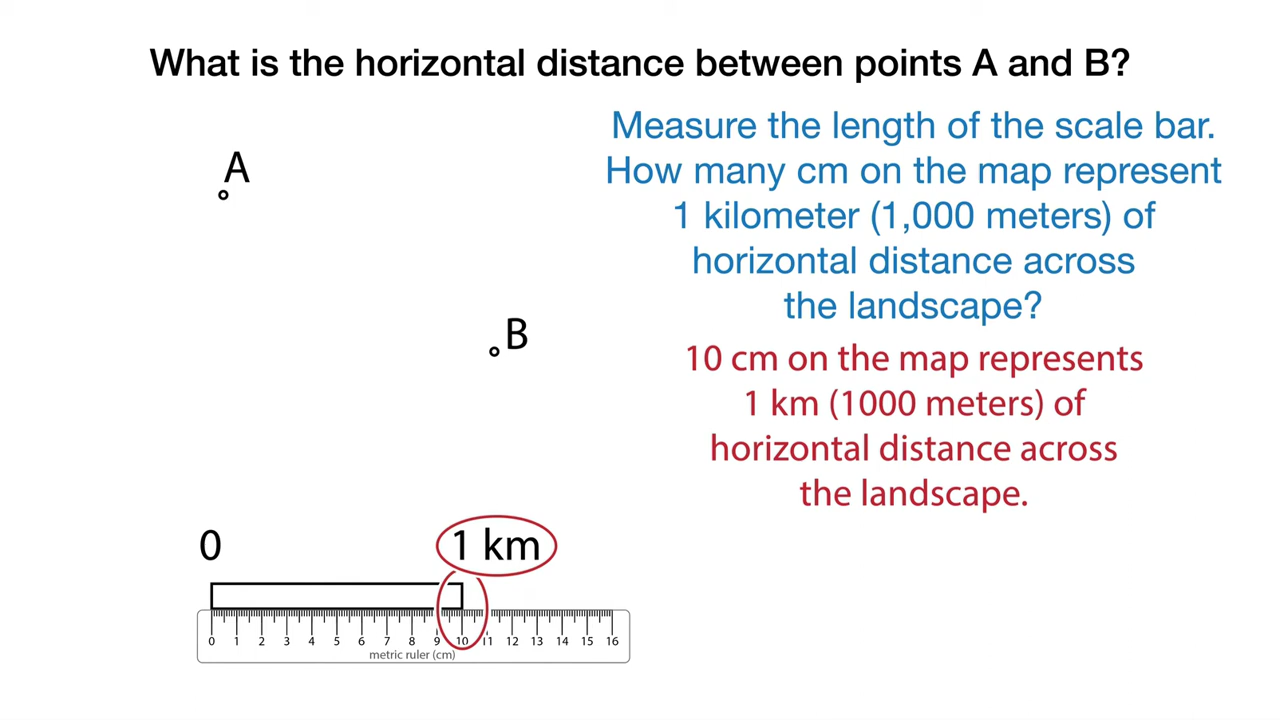 What is the horizontal distance between points A and B?
Measure the length of the scale bar.
How many cm on the map represent
1 kilometer (1,000 meters) of
horizontal distance across
the landscape?
10 cm on the map represents
1 km (1000 meters) of
horizontal distance across
the landscape.
A
B
0 1 km
0 1 2 3 4 5 6 7 8 9 10 11 12 13 14 15 16
metric ruler (cm)